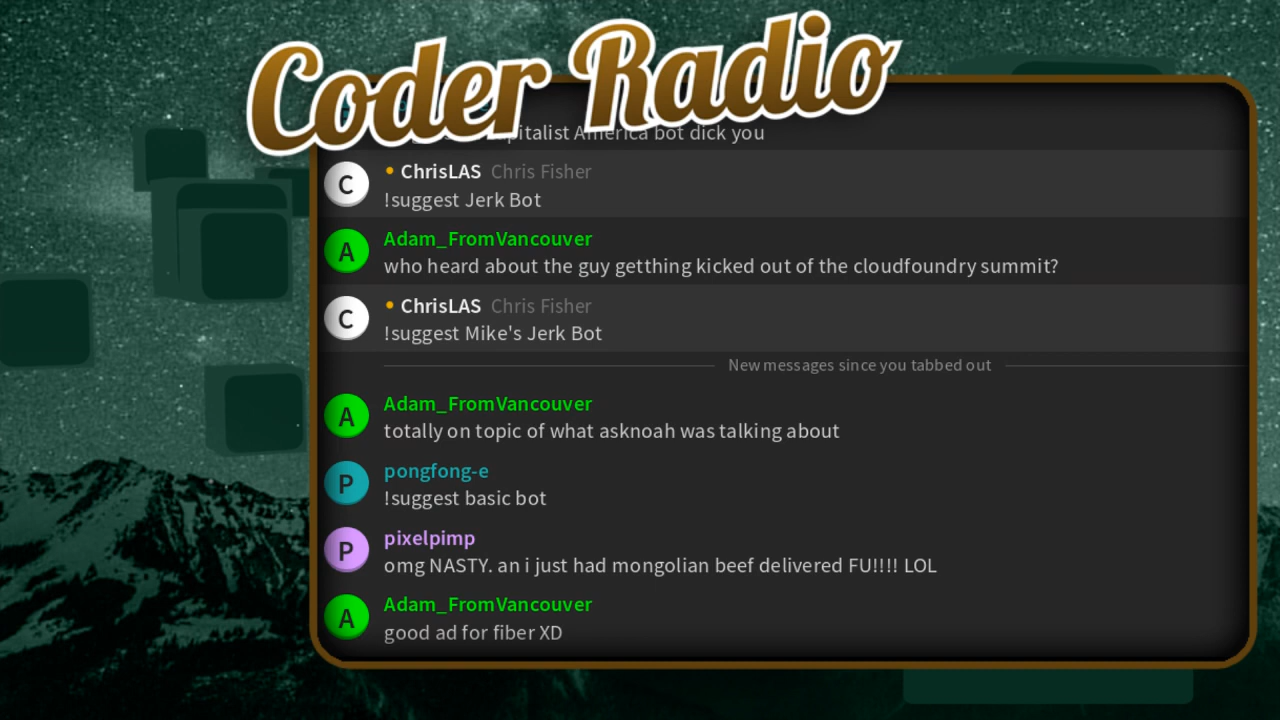 Coder Radio
America bot dick you
C
ChrisLAS Chris Fisher
!suggest Jerk Bot
A
Adam_FromVancouver
who heard about the guy getthing kicked out of the cloudfoundry summit?
C
ChrisLAS Chris Fisher
!suggest Mike's Jerk Bot
New messages since you tabbed out
A
Adam_FromVancouver
totally on topic of what asknoah was talking about
P
pongfong-e
!suggest basic bot
P
pixelpimp
omg NASTY. an i just had mongolian beef delivered FU!!!! LOL
A
Adam_FromVancouver
good ad for fiber XD